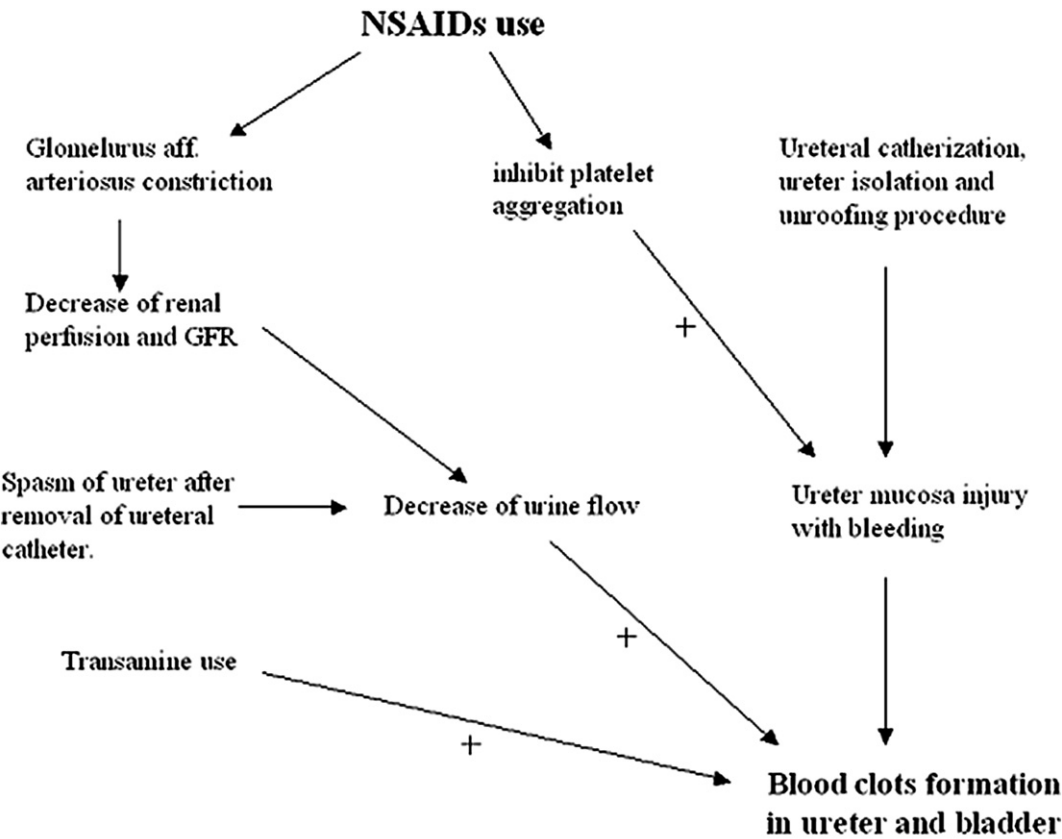 NSAIDs use
Glomelurus aff.
arteriosus constriction
inhibit platelet
aggregation
Ureteral catherization,
ureter isolation and
unroofing procedure
Decrease of renal
perfusion and GFR
+
Spasm of ureter after
removal of ureteral
catheter.
Decrease of urine flow
Ureter mucosa injury
with bleeding
+
Transamine use
+
Blood clots formation
in ureter and bladder